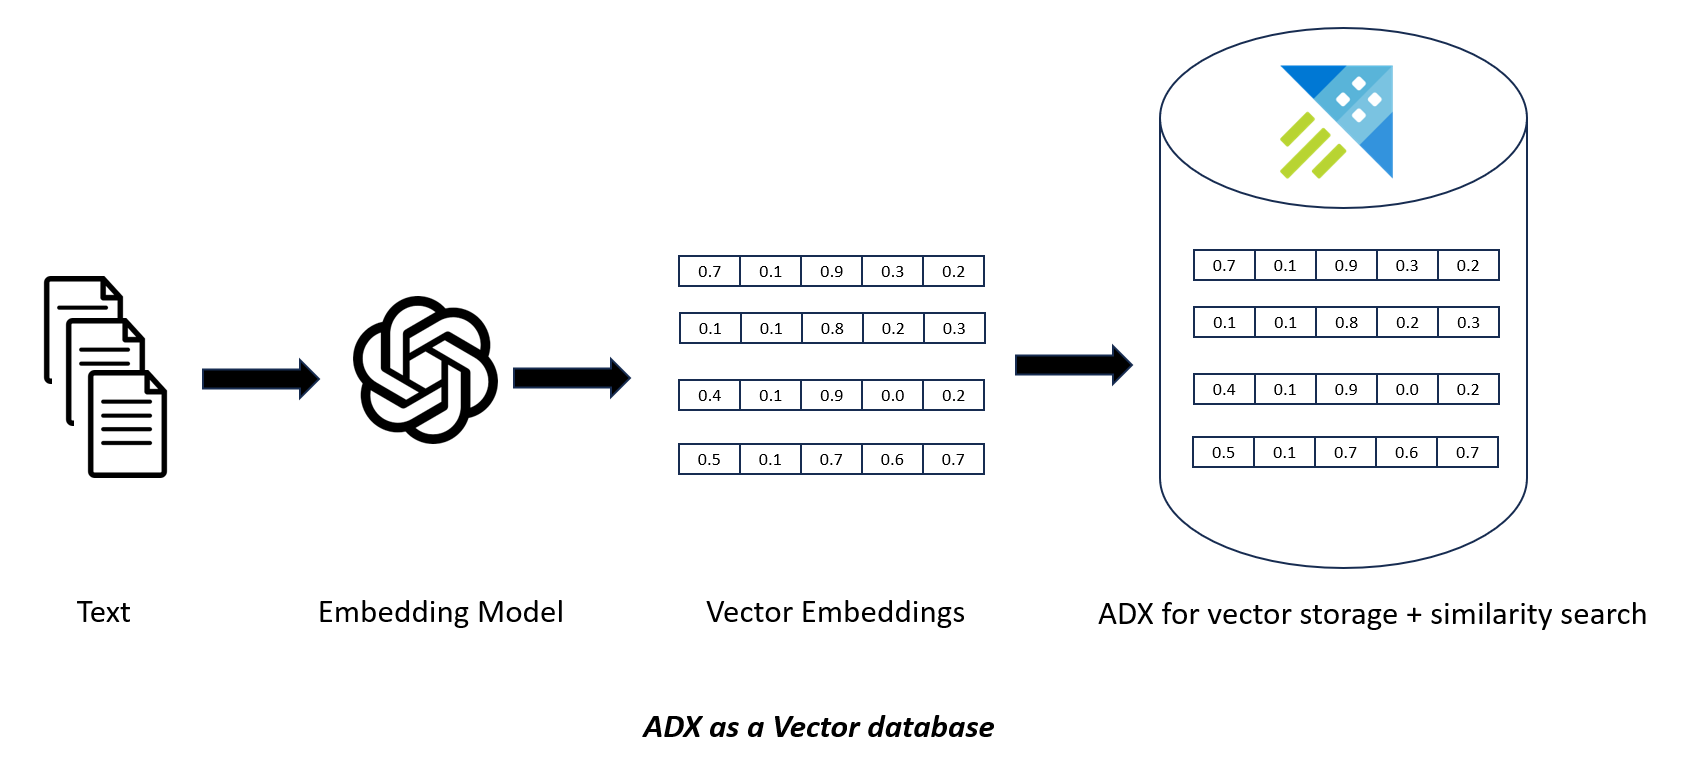 0.7 0.1 0.9 0.3 0.2
0.1 0.1 0.8 0.2 0.3
0.4 0.1 0.9 0.0 0.2
0.5 0.1 0.7 0.6 0.7
0.7 0.1 0.9 0.3 0.2
0.1 0.1 0.8 0.2 0.3
0.4 0.1 0.9 0.0 0.2
0.5 0.1 0.7 0.6 0.7
Text
Embedding Model
Vector Embeddings
ADX for vector storage + similarity search
ADX as a Vector database